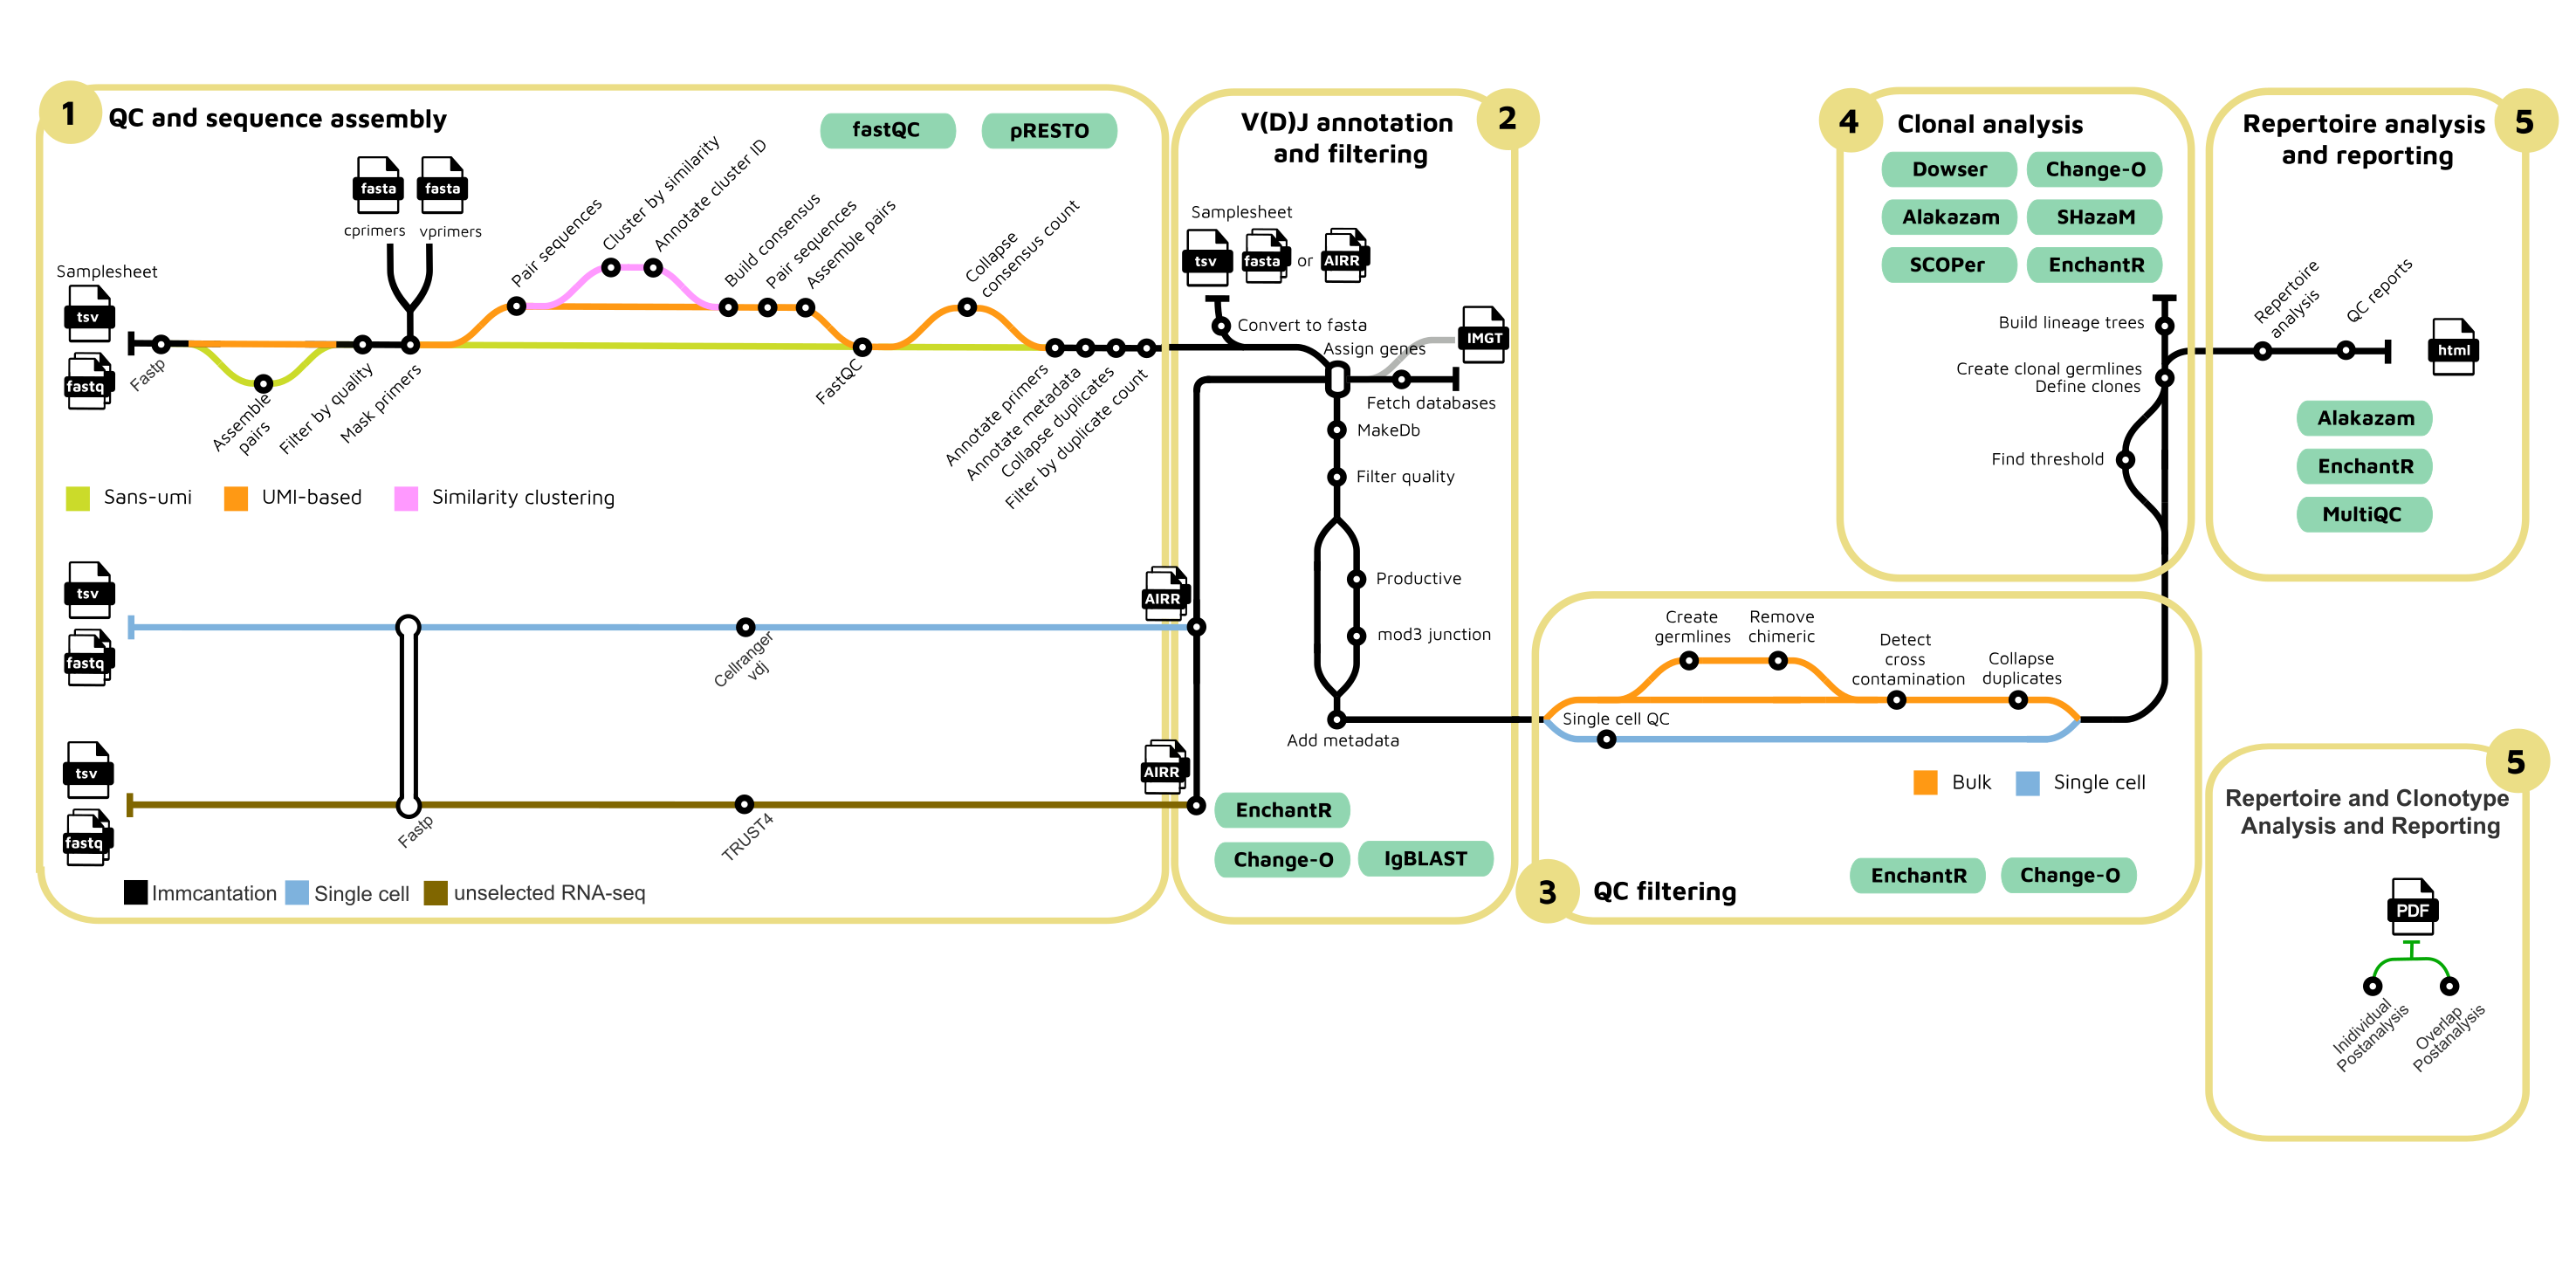 1
QC and sequence assembly
fastQC
pRESTO
fasta
fasta
cprimers
vprimers
Samplesheet
tsv
fastq
Fastp
Assemble
pairs
Filter by quality
Mask primers
Pair sequences
Cluster by similarity
Annotate cluster ID
Build consensus
Pair sequences
Assemble pairs
FastQC
Collapse
consensus count
Annotate primers
Annotate metadata
Collapse duplicates
Filter by duplicate count
Sans-umi
UMI-based
Similarity clustering
tsv
fastq
Cellranger
vdj
AIRR
tsv
fastq
Fastp
TRUST4
AIRR
Immcantation
Single cell
unselected RNA-seq
2
V(D)J annotation
and filtering
Samplesheet
tsv
fasta
or
AIRR
Convert to fasta
Assign genes
IMGT
Fetch databases
MakeDb
Filter quality
Productive
mod3 junction
Add metadata
EnchantR
Change-O
IgBLAST
3
QC filtering
Create
germlines
Remove
chimeric
Detect
cross
contamination
Collapse
duplicates
Single cell QC
Bulk
Single cell
EnchantR
Change-O
4
Clonal analysis
Dowser
Change-O
Alakazam
SHazaM
SCOPer
EnchantR
Build lineage trees
Create clonal germlines
Define clones
Find threshold
5
Repertoire analysis
and reporting
Repertoire
analysis
QC reports
html
Alakazam
EnchantR
MultiQC
5
Repertoire and Clonotype
Analysis and Reporting
PDF
Inidividual
Postanalysis
Overlap
Postanalysis